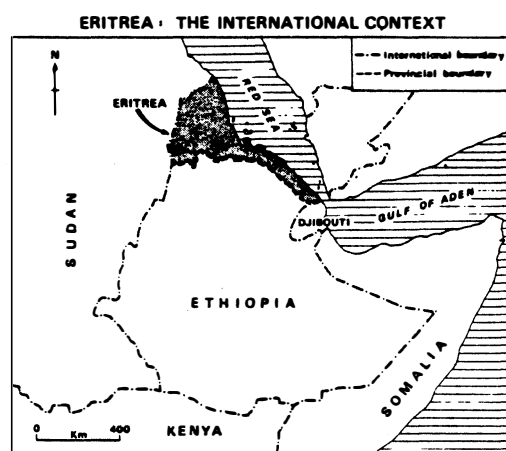 ERITREA: THE INTERNATIONAL CONTEXT
N
International boundary
Provincial boundary
ERITREA
RED SEA
SUDAN
DJIBOUTI
GULF OF ADEN
ETHIOPIA
SOMALIA
KENYA
0 Km 400